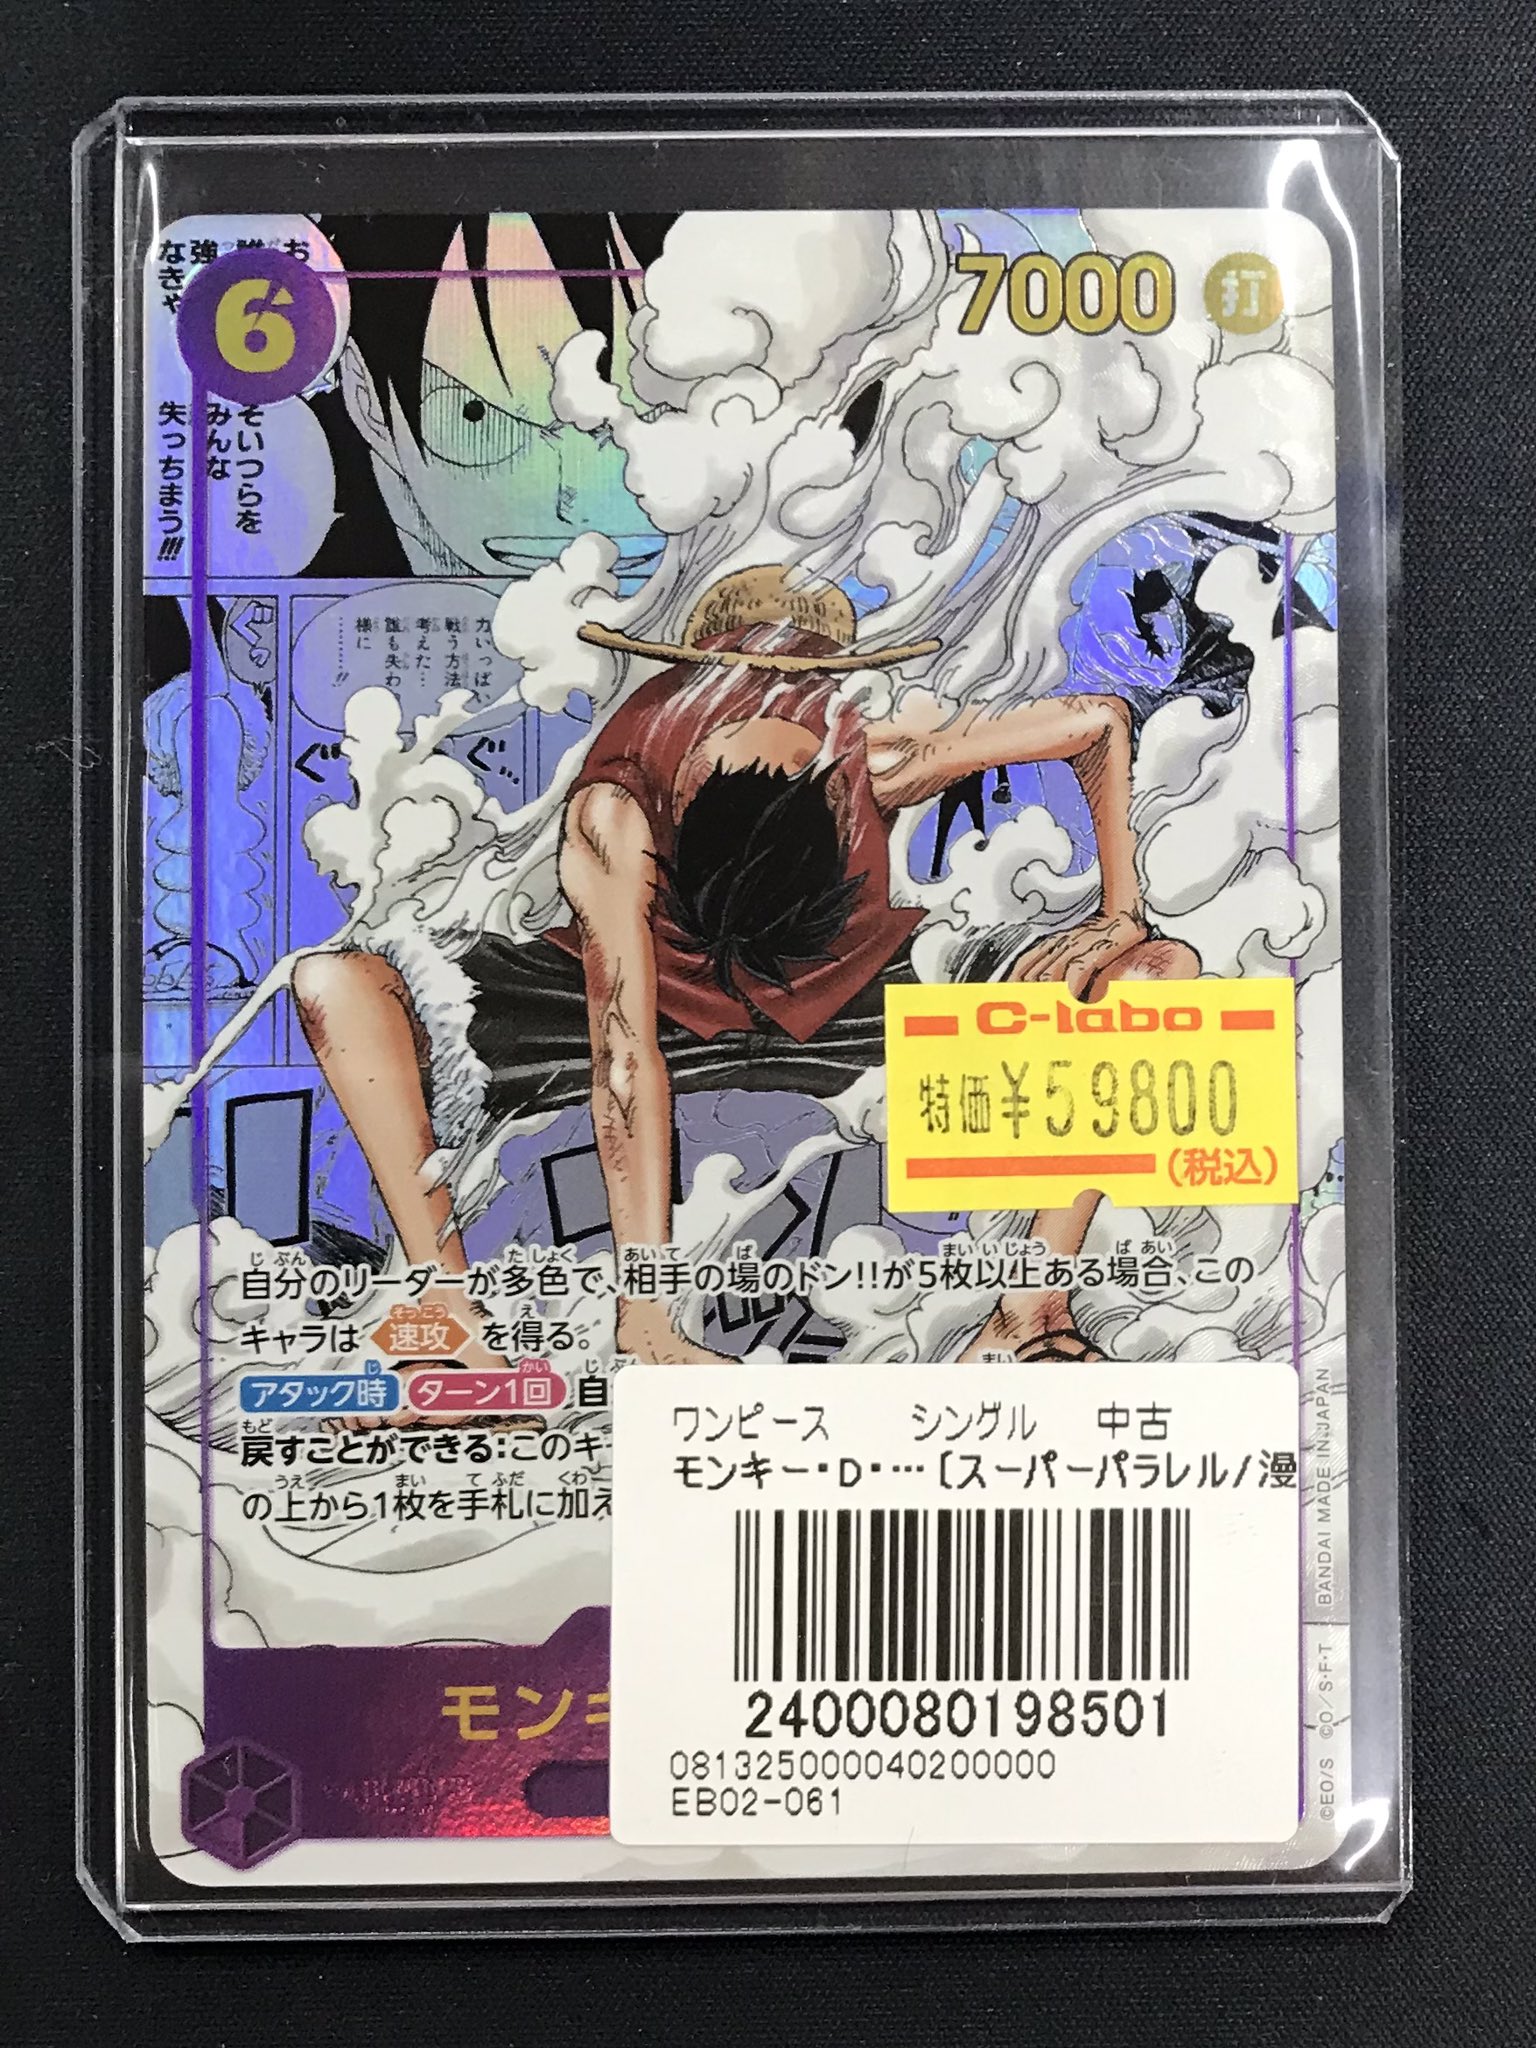 6
7000 打
お
強
なきゃ
そいつらを
みんな
失っちまう!!!
ぐっ
力いっぱい
戦う方法
考えた…
誰も失わ
様に
………!!
ぐ
ぐ…
C-labo
特価¥59800
(税込)
自分のリーダーが多色で、相手の場のドン!!が5枚以上ある場合、この
キャラは 速攻 を得る。
アタック時 ターン1回 自
戻すことができる：このキ
の上から1枚を手札に加え
モンキ
ワンピース シングル 中古
モンキー・D・…〔スーパーパラレル/漫
2400080198501
081325000040200000
EB02-061
©E.O/S ©O/S・F・T BANDAI MADE IN JAPAN